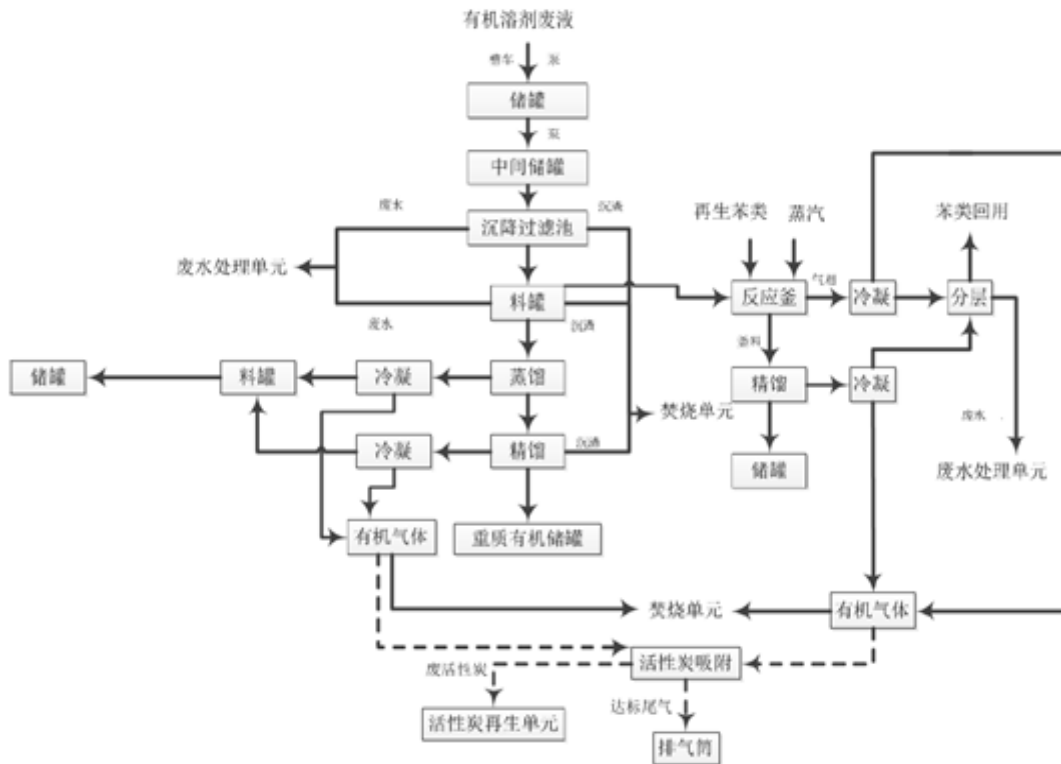 有机溶剂废液
槽车
泵
储罐
泵
中间储罐
废水
沉渣
再生苯类
蒸汽
苯类回用
沉降过滤池
废水处理单元
料罐
反应釜
气相
冷凝
分层
废水
沉渣
釜料
储罐
料罐
冷凝
蒸馏
精馏
冷凝
焚烧单元
废水
冷凝
精馏
沉渣
储罐
废水处理单元
有机气体
重质有机储罐
焚烧单元
有机气体
活性炭吸附
废活性炭
达标尾气
活性炭再生单元
排气筒